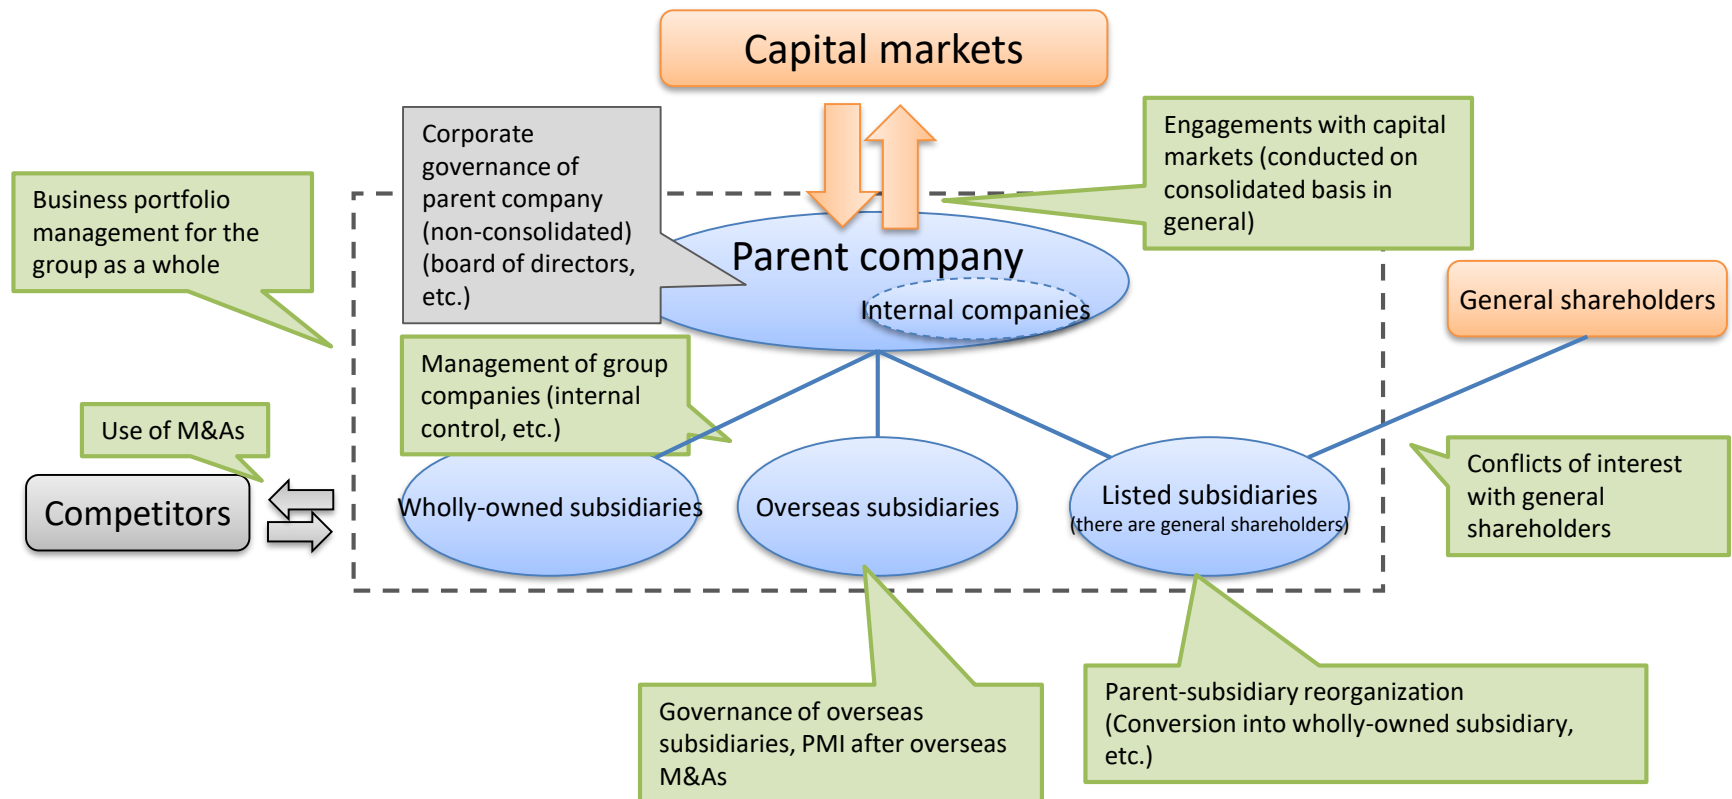 Capital markets
Corporate
governance of
parent company
(non-consolidated)
(board of directors,
etc.)
Engagements with capital
markets (conducted on
consolidated basis in
general)
Business portfolio
management for the
group as a whole
Parent company
Internal companies
General shareholders
Management of group
companies (internal
control, etc.)
Use of M&As
Competitors
Wholly-owned subsidiaries
Overseas subsidiaries
Listed subsidiaries
(there are general shareholders)
Conflicts of interest
with general
shareholders
Governance of overseas
subsidiaries, PMI after overseas
M&As
Parent-subsidiary reorganization
(Conversion into wholly-owned subsidiary,
etc.)